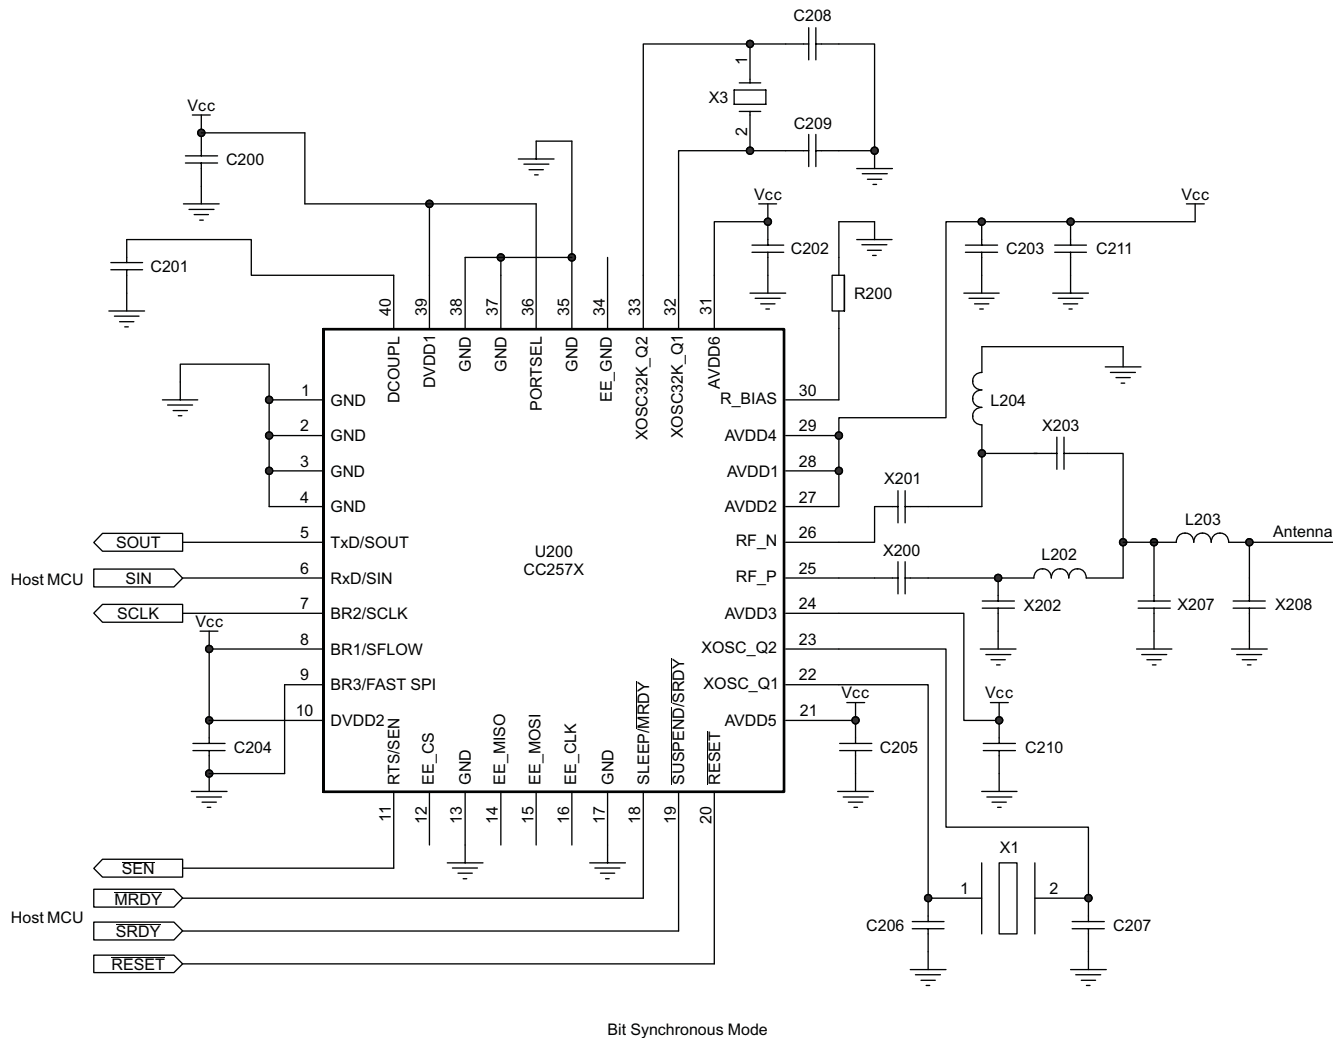 C208
1
X3
2
C209
Vcc
C200
Vcc
C202
Vcc
C203
C211
C201
R200
40
39
38
37
36
35
34
33
32
31
DCOUPL
DVDD1
GND
GND
PORTSEL
GND
EE_GND
XOSC32K_Q2
XOSC32K_Q1
AVDD6
1
GND
2
GND
3
GND
4
GND
SOUT
5
TxD/SOUT
Host MCU
SIN
6
RxD/SIN
SCLK
7
BR2/SCLK
Vcc
8
BR1/SFLOW
9
BR3/FAST SPI
10
DVDD2
C204
U200
CC257X
R_BIAS
30
AVDD4
29
AVDD1
28
AVDD2
27
RF_N
26
RF_P
25
AVDD3
24
XOSC_Q2
23
XOSC_Q1
22
AVDD5
21
L204
X203
X201
X200
L202
X202
L203
Antenna
X207
X208
Vcc
C205
Vcc
C210
RTS/SEN
EE_CS
GND
EE_MISO
EE_MOSI
EE_CLK
GND
SLEEP/MRDY
SUSPEND/SRDY
RESET
11
12
13
14
15
16
17
18
19
20
SEN
MRDY
Host MCU
SRDY
RESET
X1
1
2
C206
C207
Bit Synchronous Mode